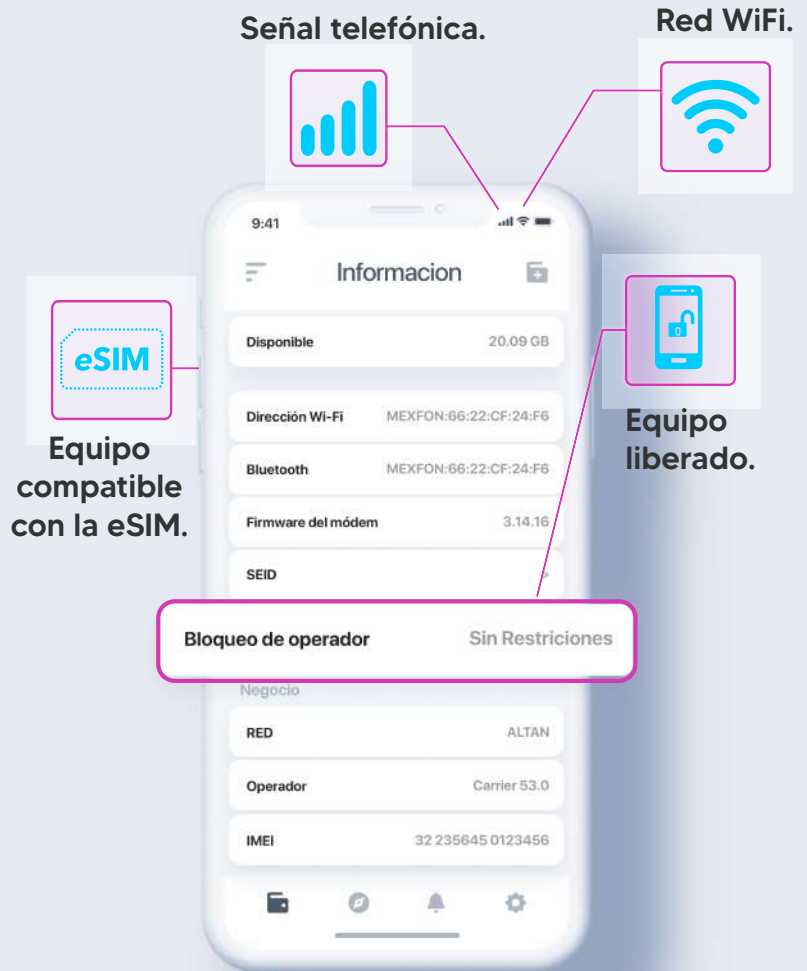 Señal telefónica.
Red WiFi.
9:41
Informacion
Disponible 20.09 GB
eSIM
Equipo
compatible
con la eSIM.
Equipo
liberado.
Dirección Wi-Fi MEXFON:66:22:CF:24:F6
Bluetooth MEXFON:66:22:CF:24:F6
Firmware del módem 3.14.16
SEID >
Bloqueo de operador Sin Restriciones
Negocio
RED ALTAN
Operador Carrier 53.0
IMEI 32 235645 0123456